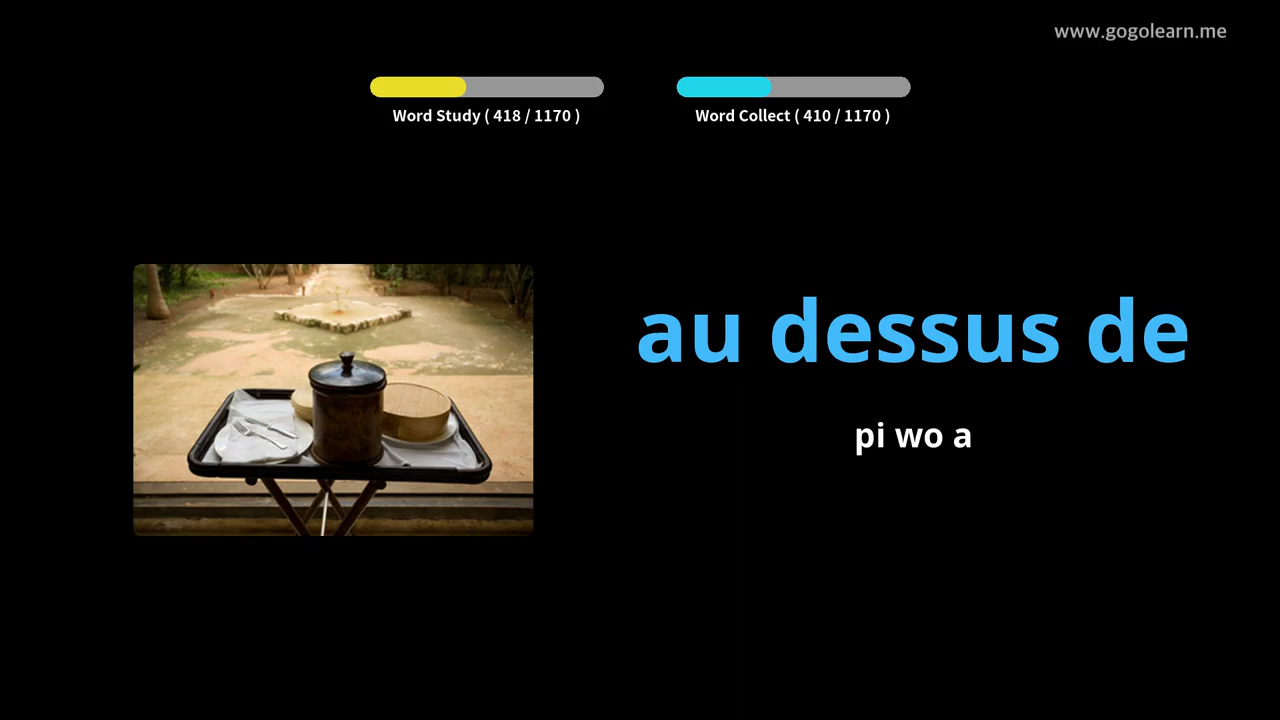 www.gogolearn.me
Word Study ( 418 / 1170 )
Word Collect ( 410 / 1170 )
au dessus de
pi wo a